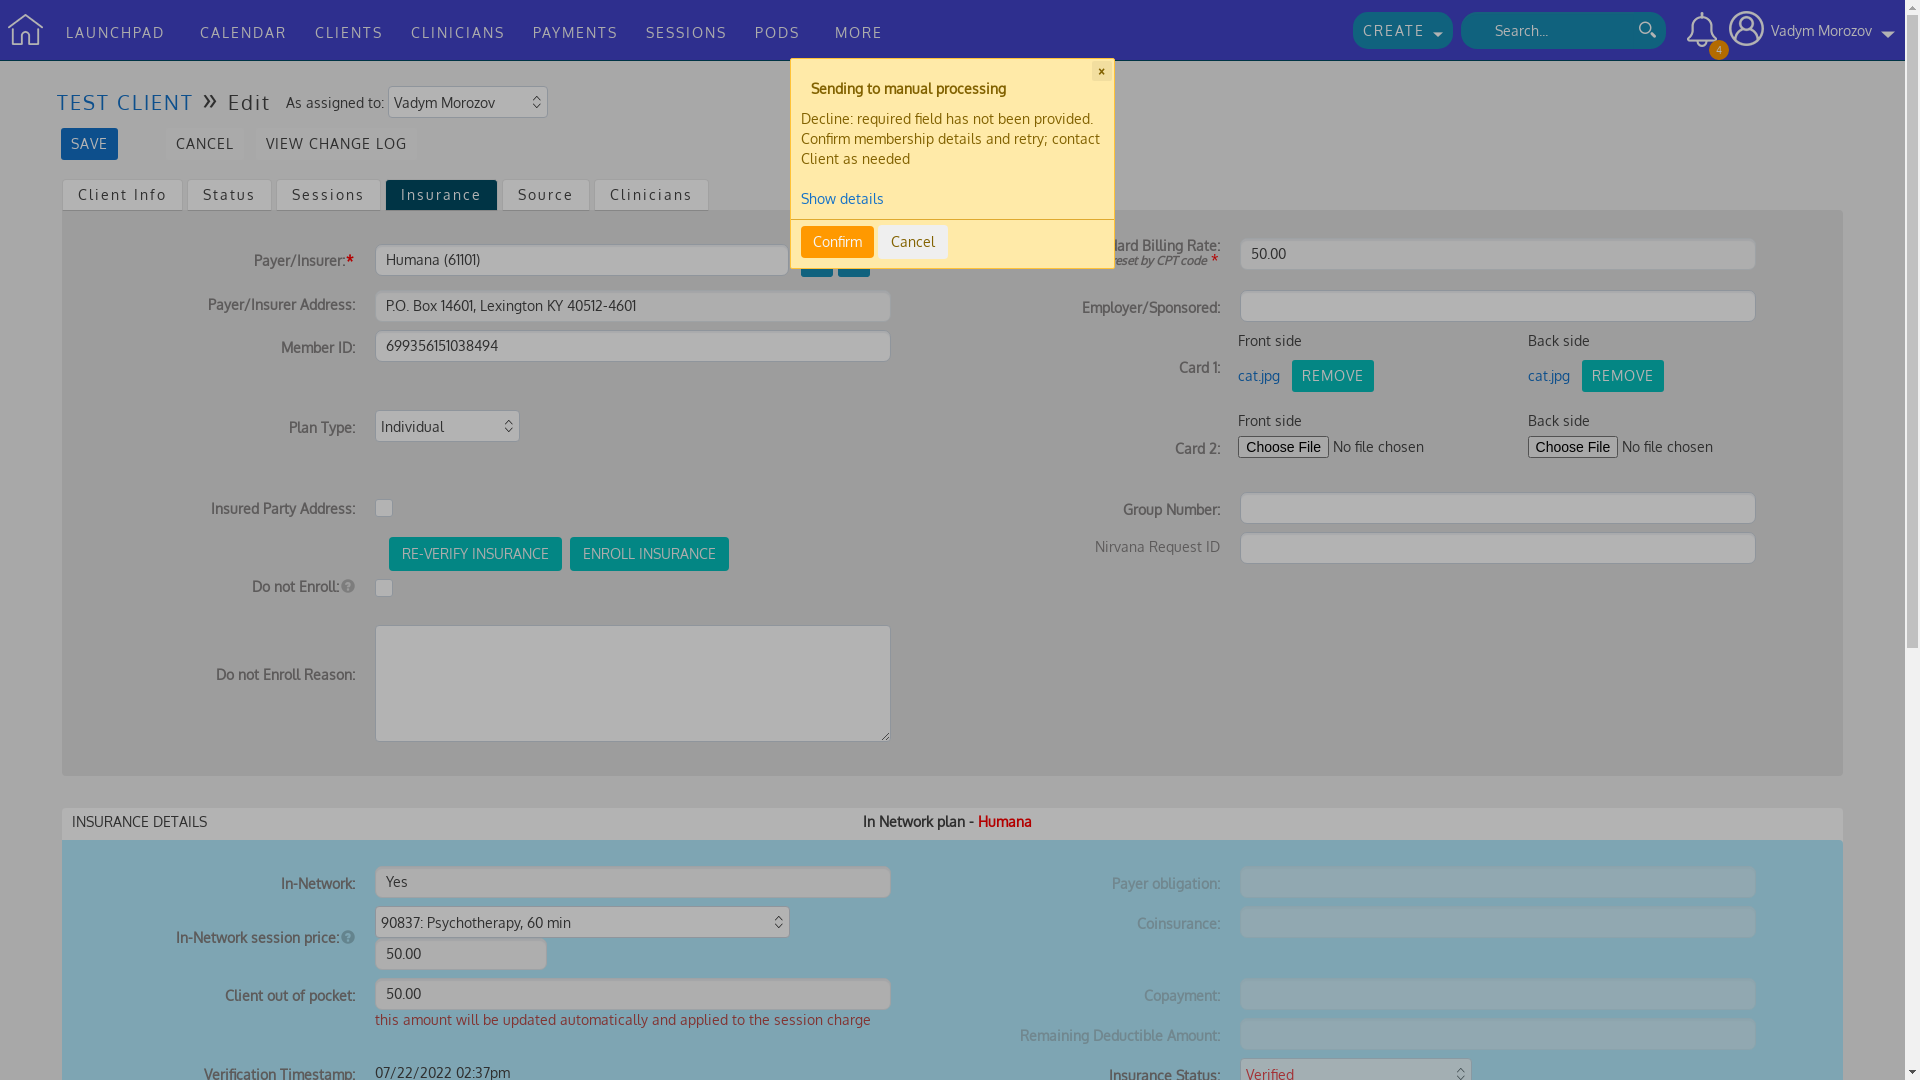 LAUNCHPAD CALENDAR CLIENTS CLINICIANS PAYMENTS SESSIONS PODS MORE CREATE Search... 4 Vadym Morozov
TEST CLIENT » Edit As assigned to: Vadym Morozov
SAVE CANCEL VIEW CHANGE LOG
Client Info Status Sessions Insurance Source Clinicians
×
Sending to manual processing
Decline: required field has not been provided.
Confirm membership details and retry; contact
Client as needed
Show details
Confirm Cancel
Payer/Insurer:* Humana (61101)
Payer/Insurer Address: P.O. Box 14601, Lexington KY 40512-4601
Member ID: 699356151038494
Plan Type: Individual
Insured Party Address:
RE-VERIFY INSURANCE ENROLL INSURANCE
Do not Enroll: ?
Do not Enroll Reason:
Billing Rate: 50.00
reset by CPT code *
Employer/Sponsored:
Front side Back side
Card 1: cat.jpg REMOVE cat.jpg REMOVE
Front side Back side
Card 2: Choose File No file chosen Choose File No file chosen
Group Number:
Nirvana Request ID
INSURANCE DETAILS In Network plan - Humana
In-Network: Yes
In-Network session price: ? 90837: Psychotherapy, 60 min
50.00
Client out of pocket: 50.00
this amount will be updated automatically and applied to the session charge
Verification Timestamp: 07/22/2022 02:37pm
Payer obligation:
Coinsurance:
Copayment:
Remaining Deductible Amount:
Insurance Status: Verified